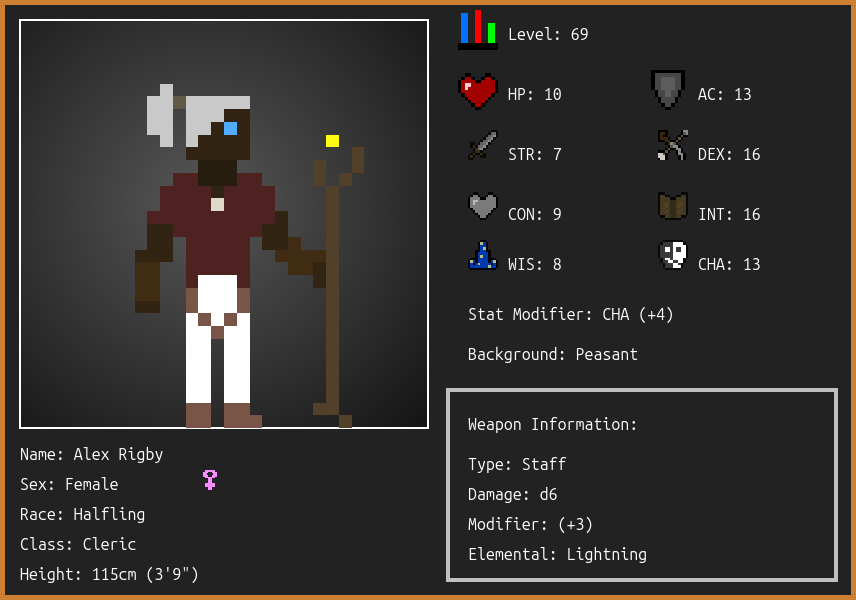 Level: 69
HP: 10
AC: 13
STR: 7
DEX: 16
CON: 9
INT: 16
WIS: 8
CHA: 13
Stat Modifier: CHA (+4)
Background: Peasant
Weapon Information:
Type: Staff
Damage: d6
Modifier: (+3)
Elemental: Lightning
Name: Alex Rigby
Sex: Female
Race: Halfling
Class: Cleric
Height: 115cm (3'9")